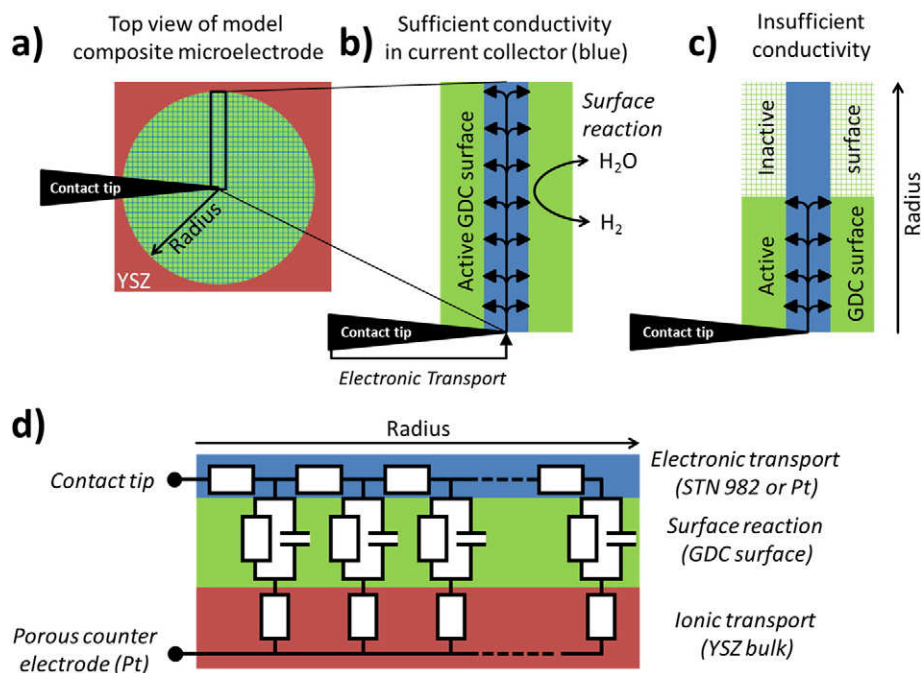 a)
Top view of model
composite microelectrode
Contact tip
Radius
YSZ
b)
Sufficient conductivity
in current collector (blue)
Active GDC surface
Surface
reaction
H2O
H2
Contact tip
Electronic Transport
c)
Insufficient
conductivity
Inactive
surface
Active
GDC surface
Radius
Contact tip
d)
Radius
Contact tip
Electronic transport
(STN 982 or Pt)
Surface reaction
(GDC surface)
Porous counter
electrode (Pt)
Ionic transport
(YSZ bulk)